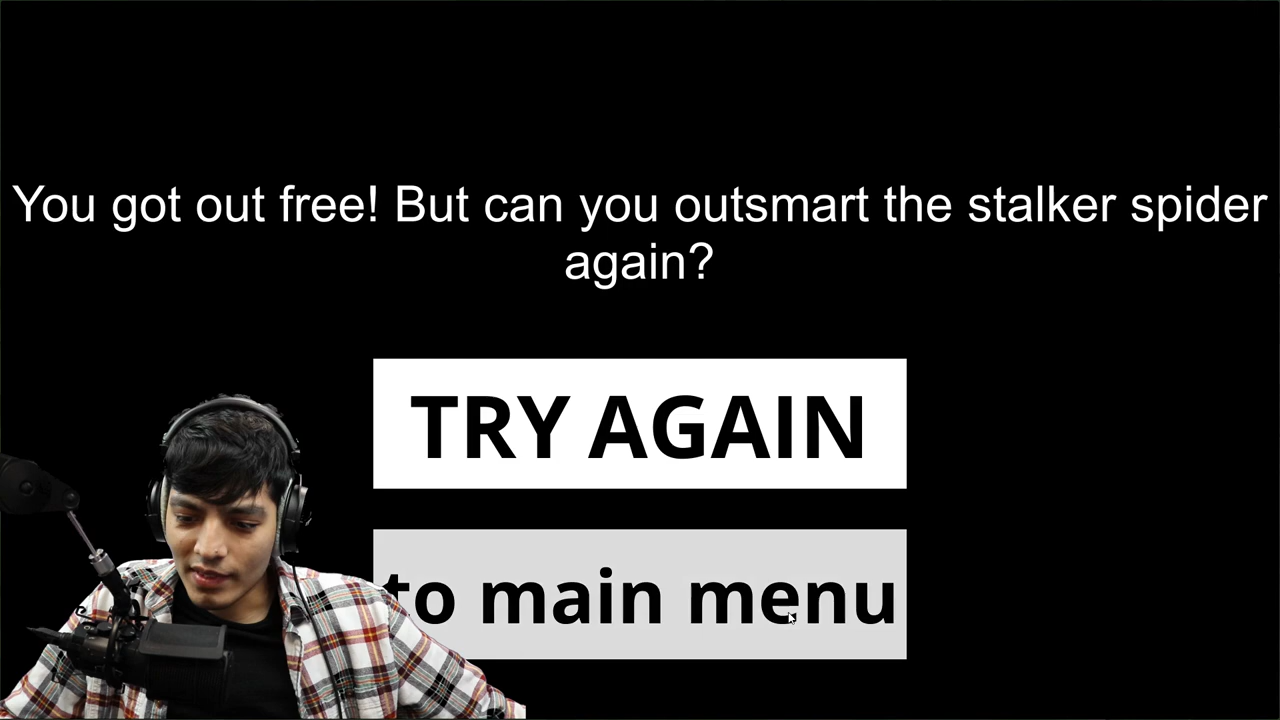 You got out free! But can you outsmart the stalker spider
again?
TRY AGAIN
to main menu